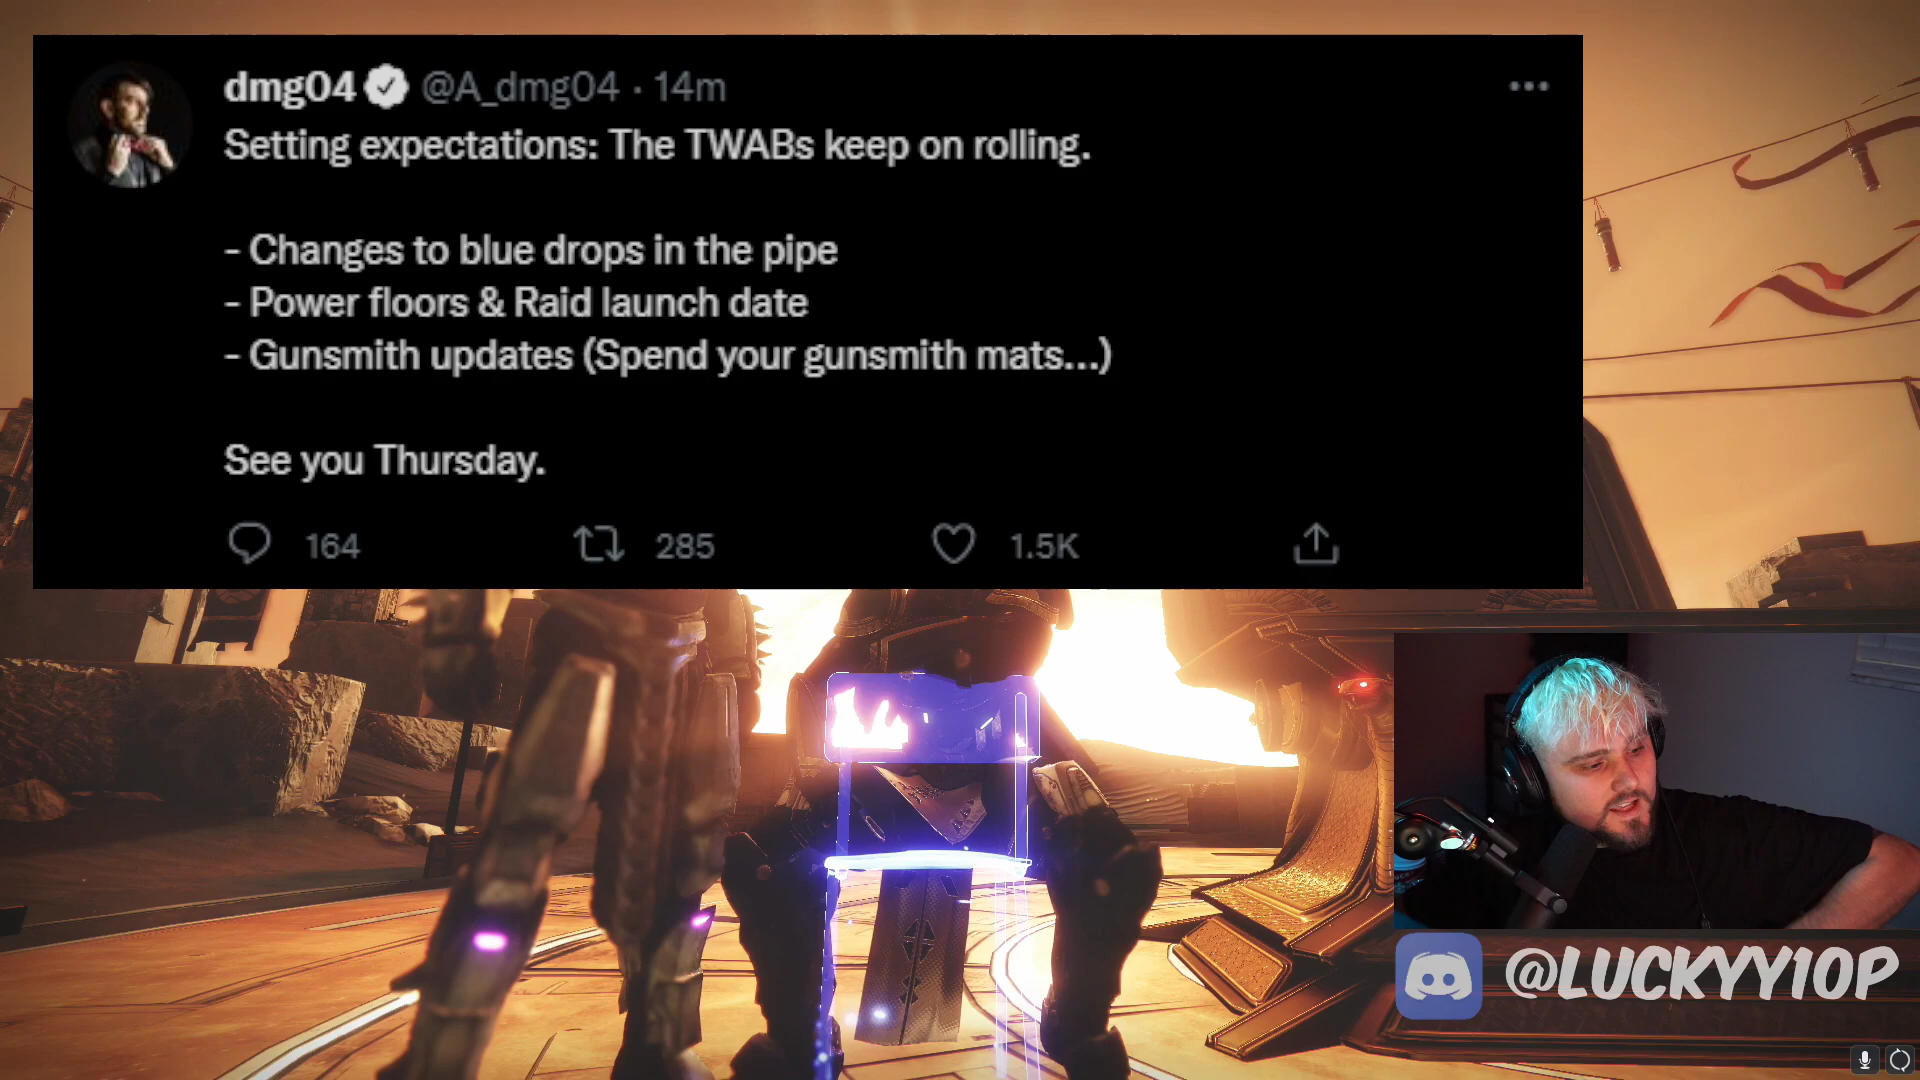 dmg04 @A_dmg04 · 14m
Setting expectations: The TWABs keep on rolling.
- Changes to blue drops in the pipe
- Power floors & Raid launch date
- Gunsmith updates (Spend your gunsmith mats...)
See you Thursday.
164 285 1.5K
@LUCKYY10P